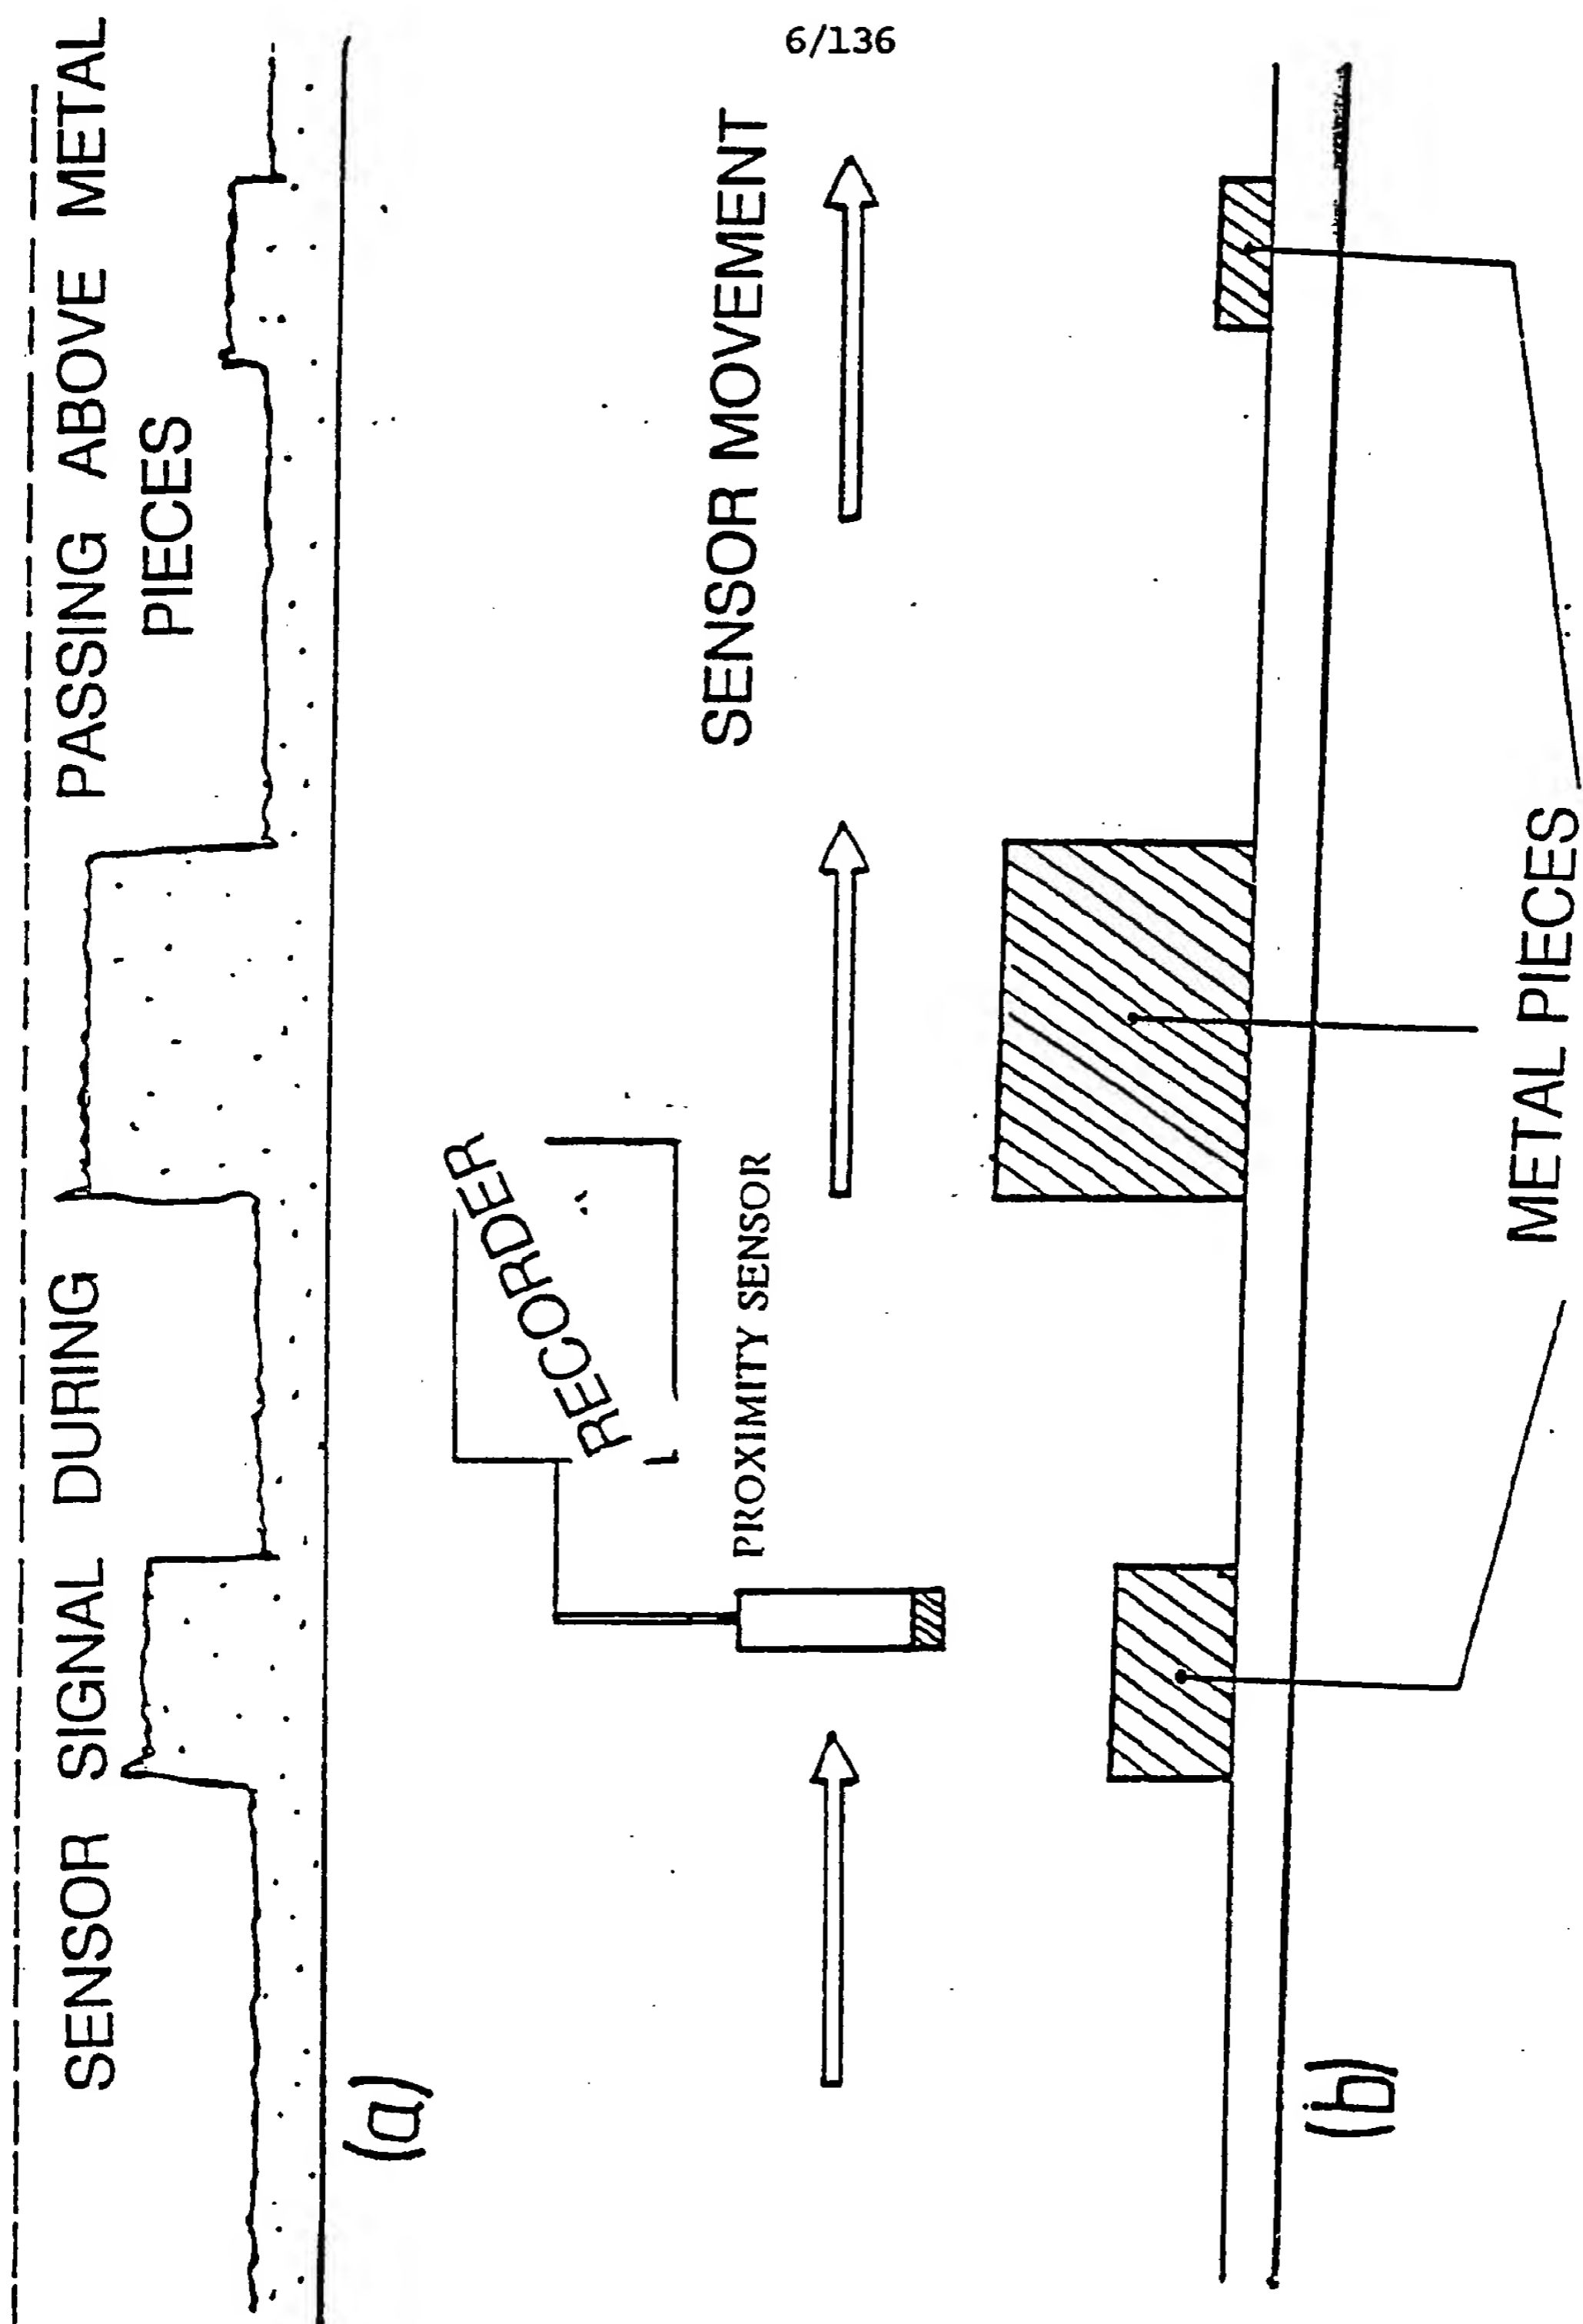 6/136
SENSOR SIGNAL DURING PASSING ABOVE METAL
PIECES
(a)
RECORDER
PROXIMITY SENSOR
SENSOR MOVEMENT
(b)
METAL PIECES